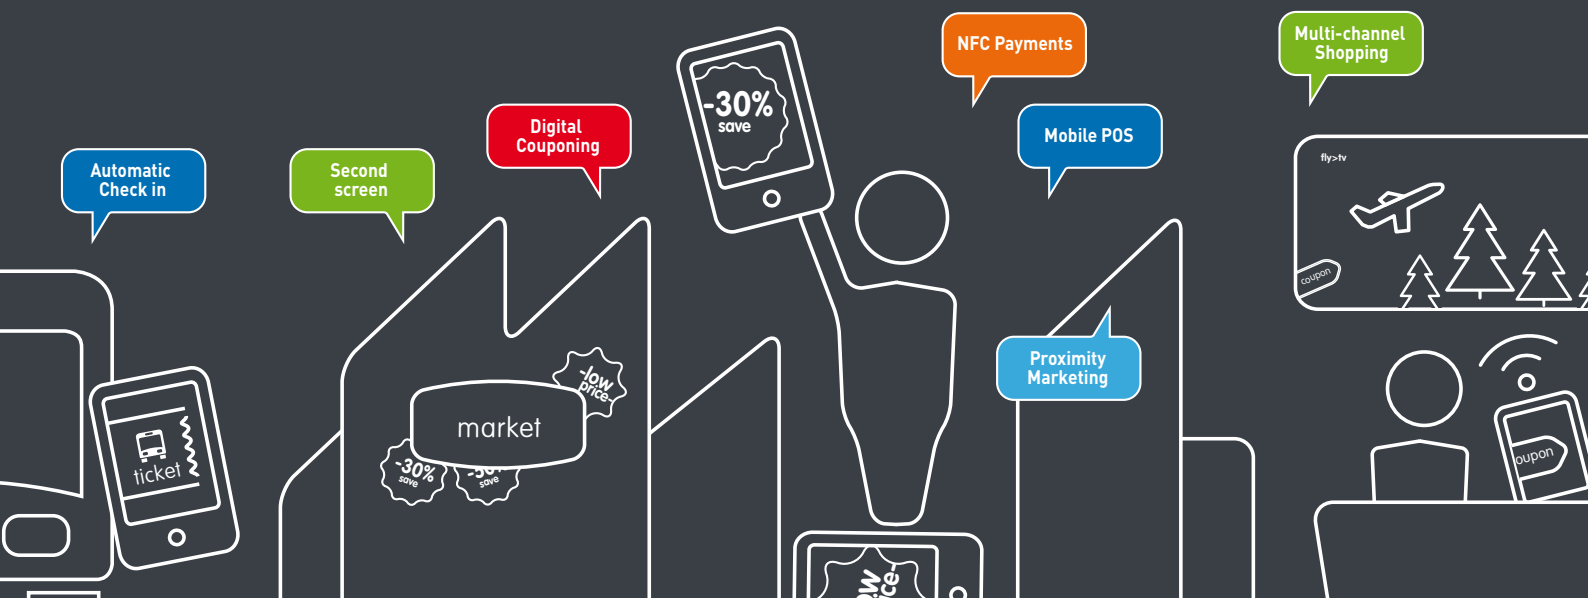 Automatic
Check in
Second
screen
Digital
Couponing
-30%
save
NFC Payments
Mobile POS
Multi-channel
Shopping
fly>tv
coupon
Proximity
Marketing
-low
price-
market
-30%
save
save
ticket
oupon